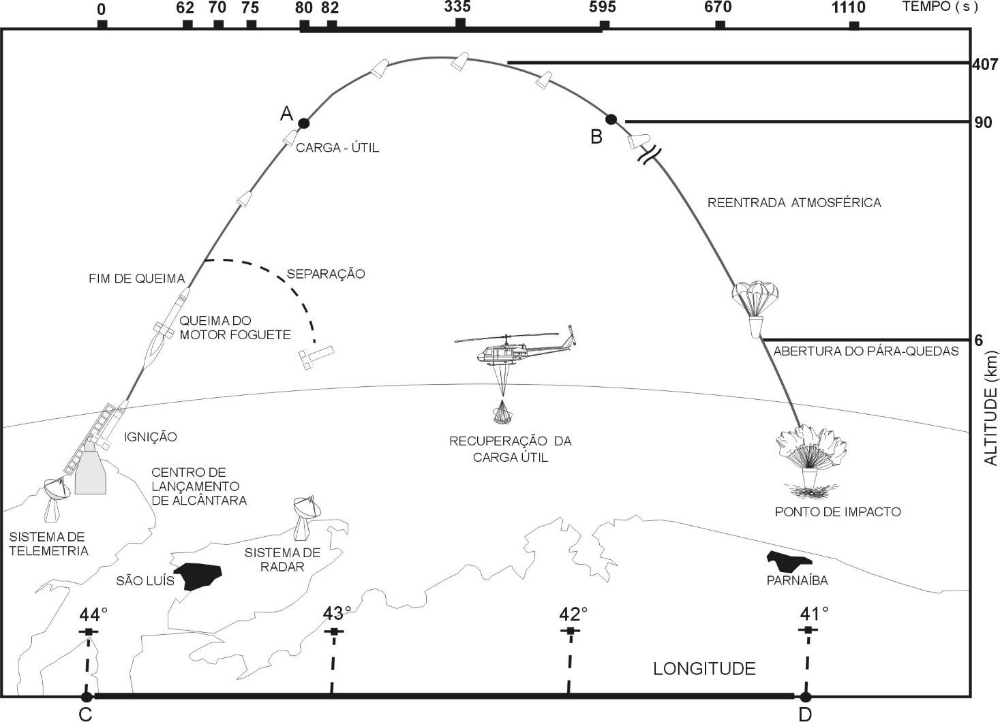 0 62 70 75 80 82 335 595 670 1110 TEMPO ( s )
407
A
B
90
CARGA - ÚTIL
REENTRADA ATMOSFÉRICA
FIM DE QUEIMA
SEPARAÇÃO
QUEIMA DO
MOTOR FOGUETE
6
ABERTURA DO PÁRA-QUEDAS
ALTITUDE (km)
IGNIÇÃO
RECUPERAÇÃO DA
CARGA ÚTIL
CENTRO DE
LANÇAMENTO
DE ALCÂNTARA
PONTO DE IMPACTO
SISTEMA DE
TELEMETRIA
SISTEMA DE
RADAR
SÃO LUÍS
PARNAÍBA
44° 43° 42° 41°
LONGITUDE
C D